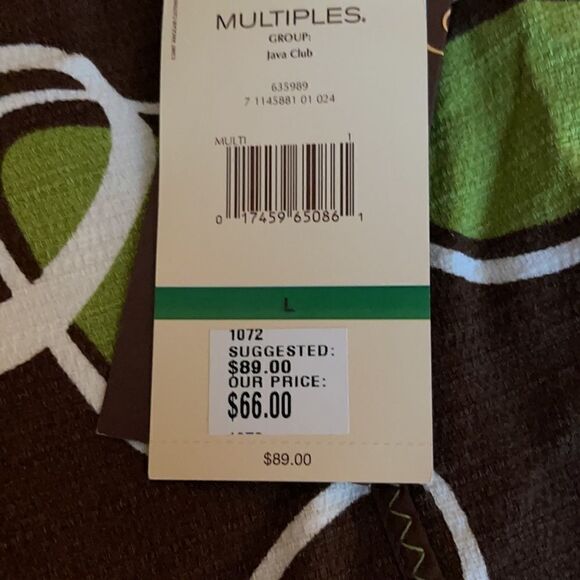 MULTIPLES®
GROUP:
Java Club
635989
7 1145881 01 024
MULTI 1
0 17459 65086 1
L
1072
SUGGESTED:
$89.00
OUR PRICE:
$66.00
$89.00